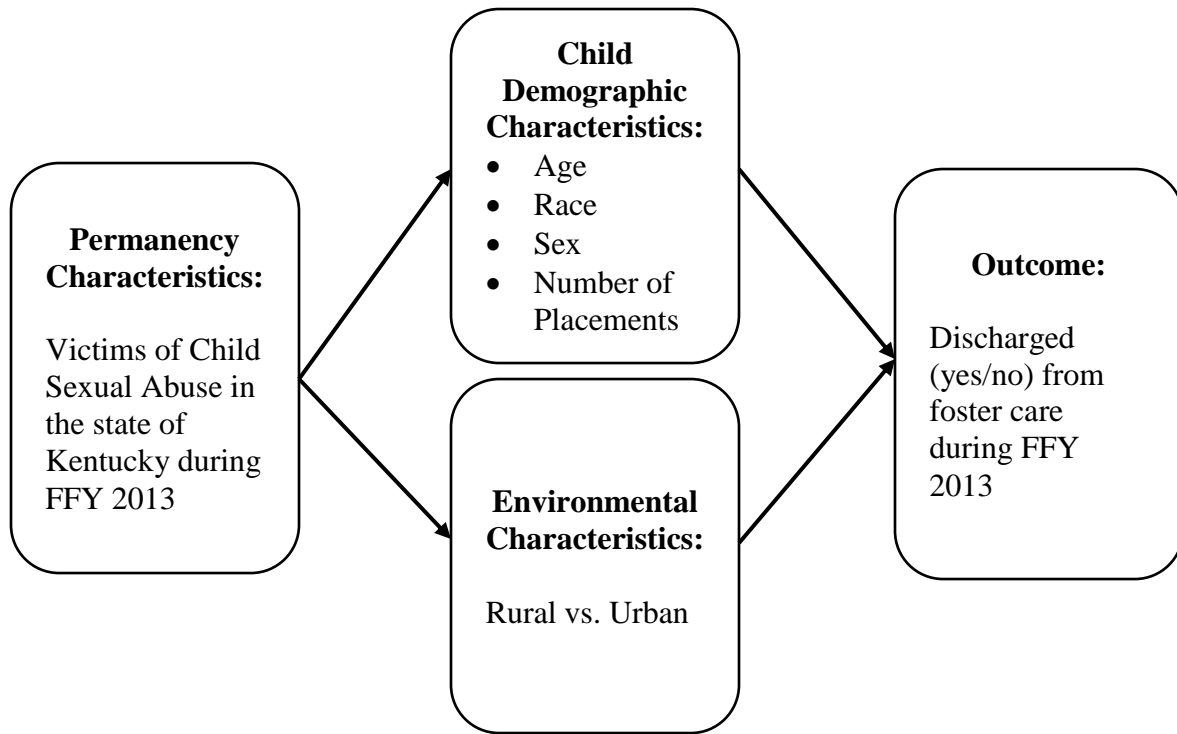 Permanency
Characteristics:
Victims of Child
Sexual Abuse in
the state of
Kentucky during
FFY 2013
Child
Demographic
Characteristics:
• Age
• Race
• Sex
• Number of
Placements
Environmental
Characteristics:
Rural vs. Urban
Outcome:
Discharged
(yes/no) from
foster care
during FFY
2013